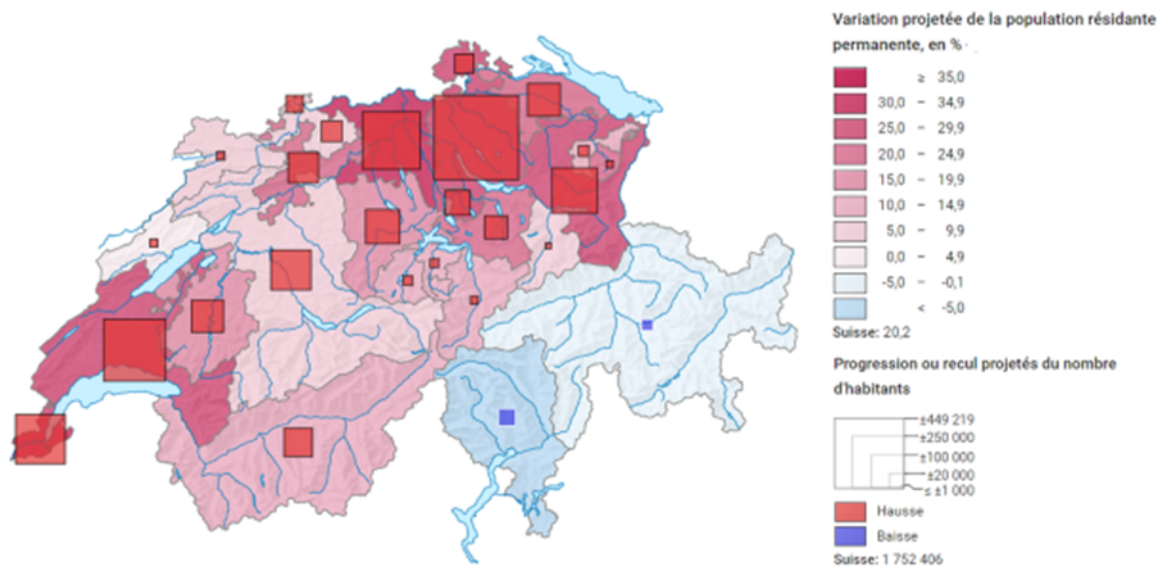 Variation projetée de la population résidante
permanente, en %
≥ 35,0
30,0 – 34,9
25,0 – 29,9
20,0 – 24,9
15,0 – 19,9
10,0 – 14,9
5,0 – 9,9
0,0 – 4,9
-5,0 – -0,1
< -5,0
Suisse: 20,2
Progression ou recul projetés du nombre
d'habitants
±449 219
±250 000
±100 000
±20 000
≤ ±1 000
Hausse
Baisse
Suisse: 1 752 406